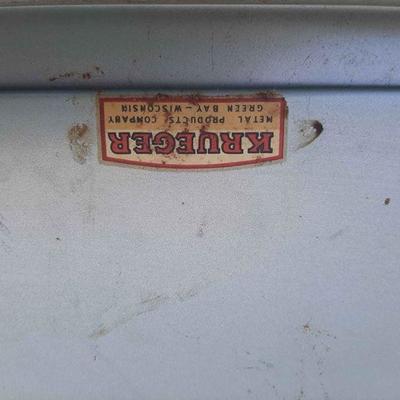 KRUEGER
METAL PRODUCTS COMPANY
GREEN BAY — WISCONSIN